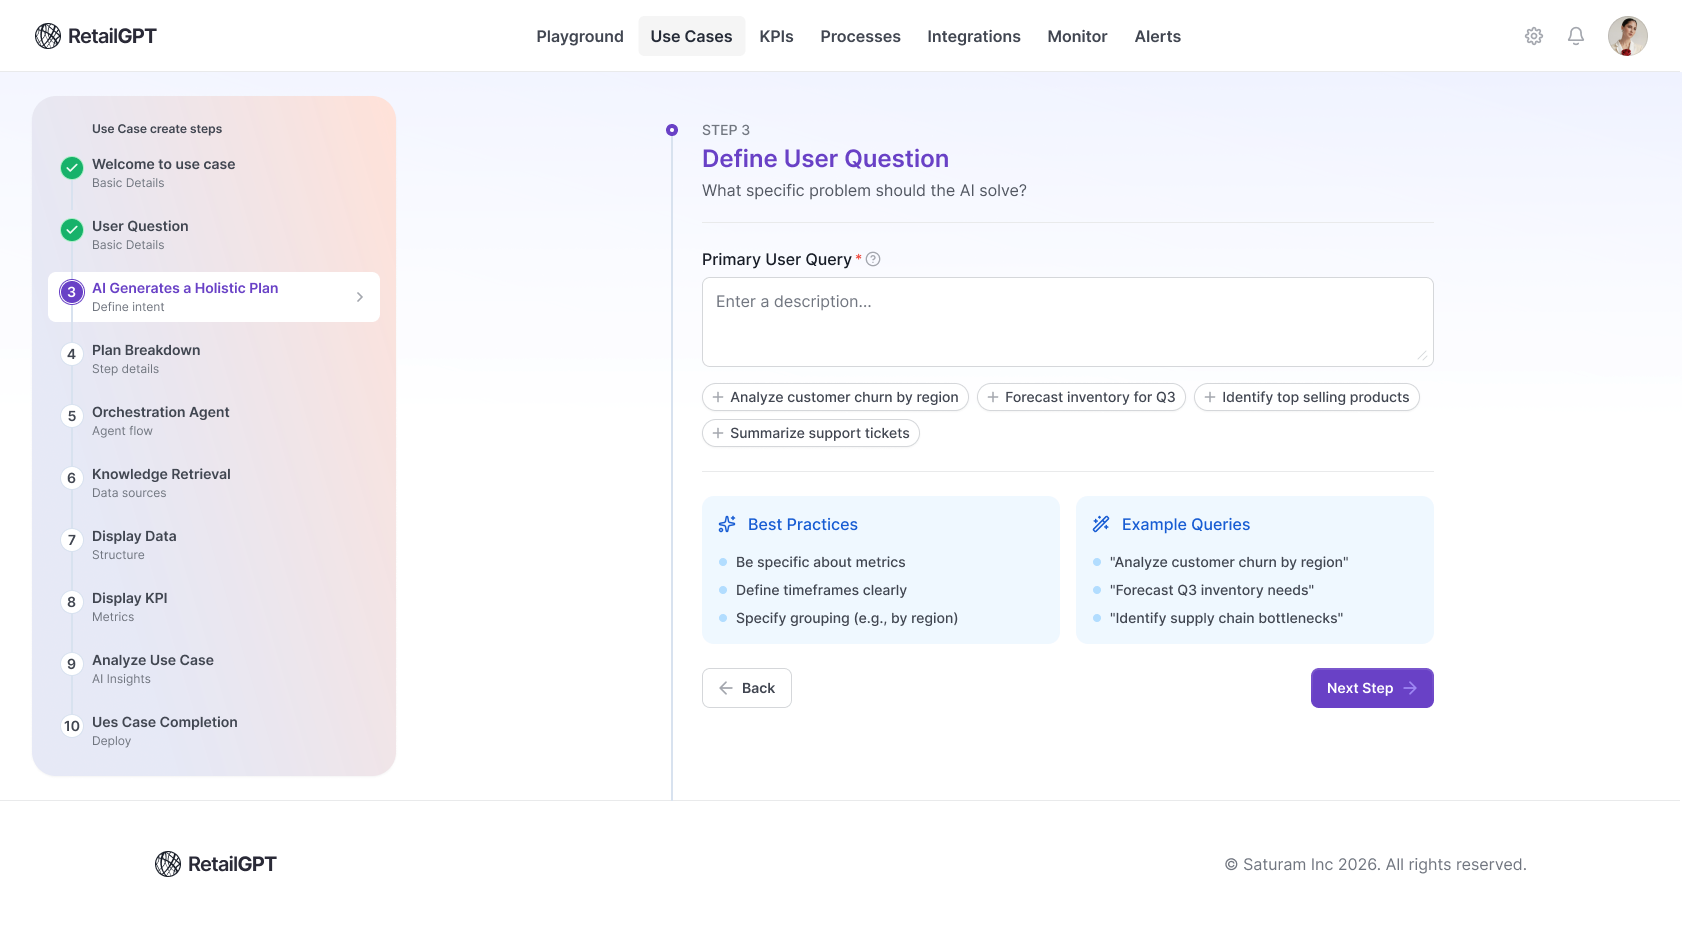 RetailGPT
Playground
Use Cases
KPIs
Processes
Integrations
Monitor
Alerts
Use Case create steps
Welcome to use case
Basic Details
User Question
Basic Details
3
AI Generates a Holistic Plan
Define intent
4
Plan Breakdown
Step details
5
Orchestration Agent
Agent flow
6
Knowledge Retrieval
Data sources
7
Display Data
Structure
8
Display KPI
Metrics
9
Analyze Use Case
AI Insights
10
Ues Case Completion
Deploy
STEP 3
Define User Question
What specific problem should the AI solve?
Primary User Query *
Enter a description...
Analyze customer churn by region
Forecast inventory for Q3
Identify top selling products
Summarize support tickets
Best Practices
Be specific about metrics
Define timeframes clearly
Specify grouping (e.g., by region)
Example Queries
"Analyze customer churn by region"
"Forecast Q3 inventory needs"
"Identify supply chain bottlenecks"
Back
Next Step
RetailGPT
© Saturam Inc 2026. All rights reserved.